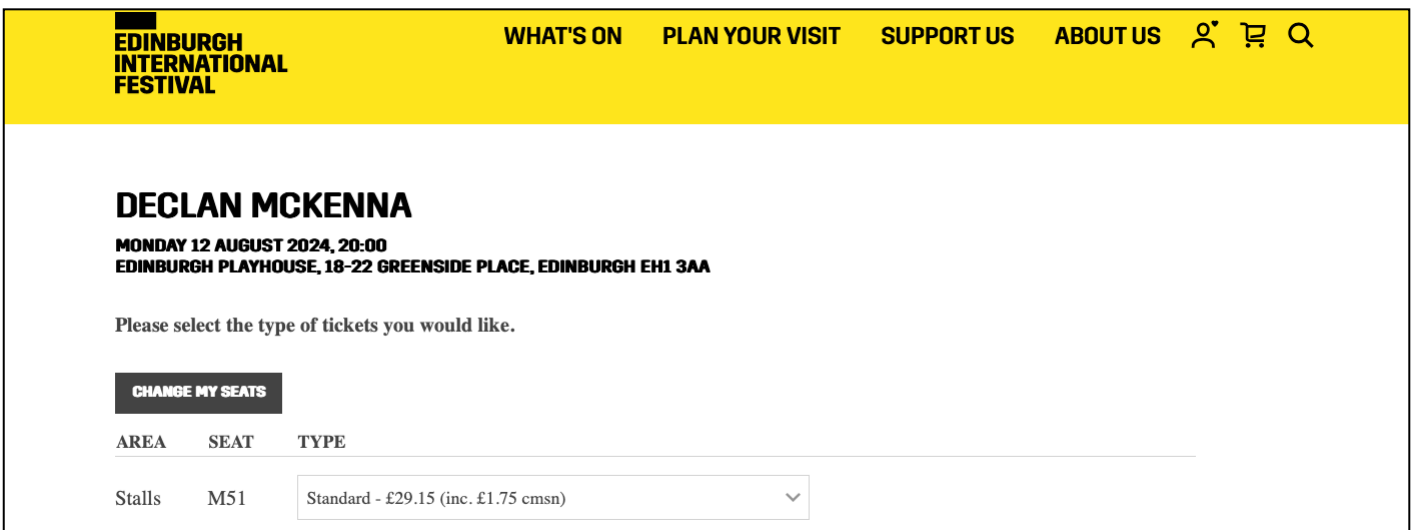 EDINBURGH
INTERNATIONAL
FESTIVAL
WHAT'S ON PLAN YOUR VISIT SUPPORT US ABOUT US
DECLAN MCKENNA
MONDAY 12 AUGUST 2024, 20:00
EDINBURGH PLAYHOUSE, 18-22 GREENSIDE PLACE, EDINBURGH EH1 3AA
Please select the type of tickets you would like.
CHANGE MY SEATS
AREA SEAT TYPE
Stalls M51 Standard - £29.15 (inc. £1.75 cmsn)